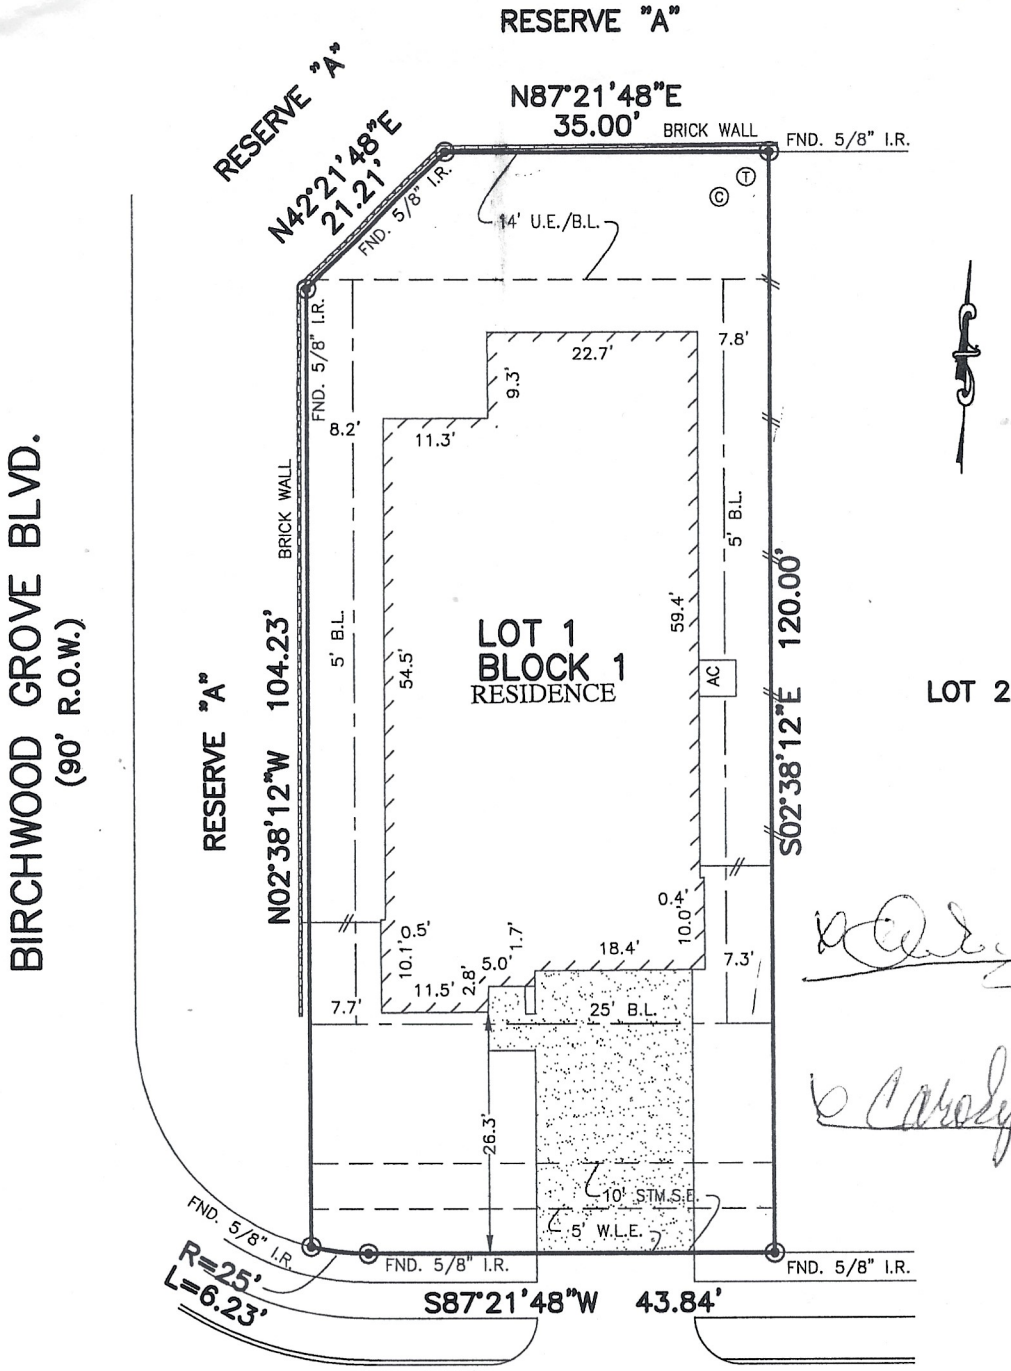 RESERVE "A"
RESERVE "A"
N87°21'48"E
35.00'
BRICK WALL
FND. 5/8" I.R.
N42°21'48"E
21.21'
FND. 5/8" I.R.
T
C
14' U.E./B.L.
FND. 5/8" I.R.
7.8'
22.7'
9.3'
8.2'
11.3'
BRICK WALL
5' B.L.
BIRCHWOOD GROVE BLVD.
(90' R.O.W.)
RESERVE "A"
N02°38'12"W 104.23'
5' B.L.
54.5'
59.4'
LOT 1
BLOCK 1
RESIDENCE
AC
S02°38'12"E 120.00'
LOT 2
0.4'
10.0'
0.5'
10.1'
1.7'
18.4'
5.0'
2.8'
11.5'
7.3'
7.7'
25' B.L.
26.3'
10' STM.S.E.
5' W.L.E.
FND. 5/8" I.R.
R=25'
L=6.23'
FND. 5/8" I.R.
FND. 5/8" I.R.
S87°21'48"W 43.84'